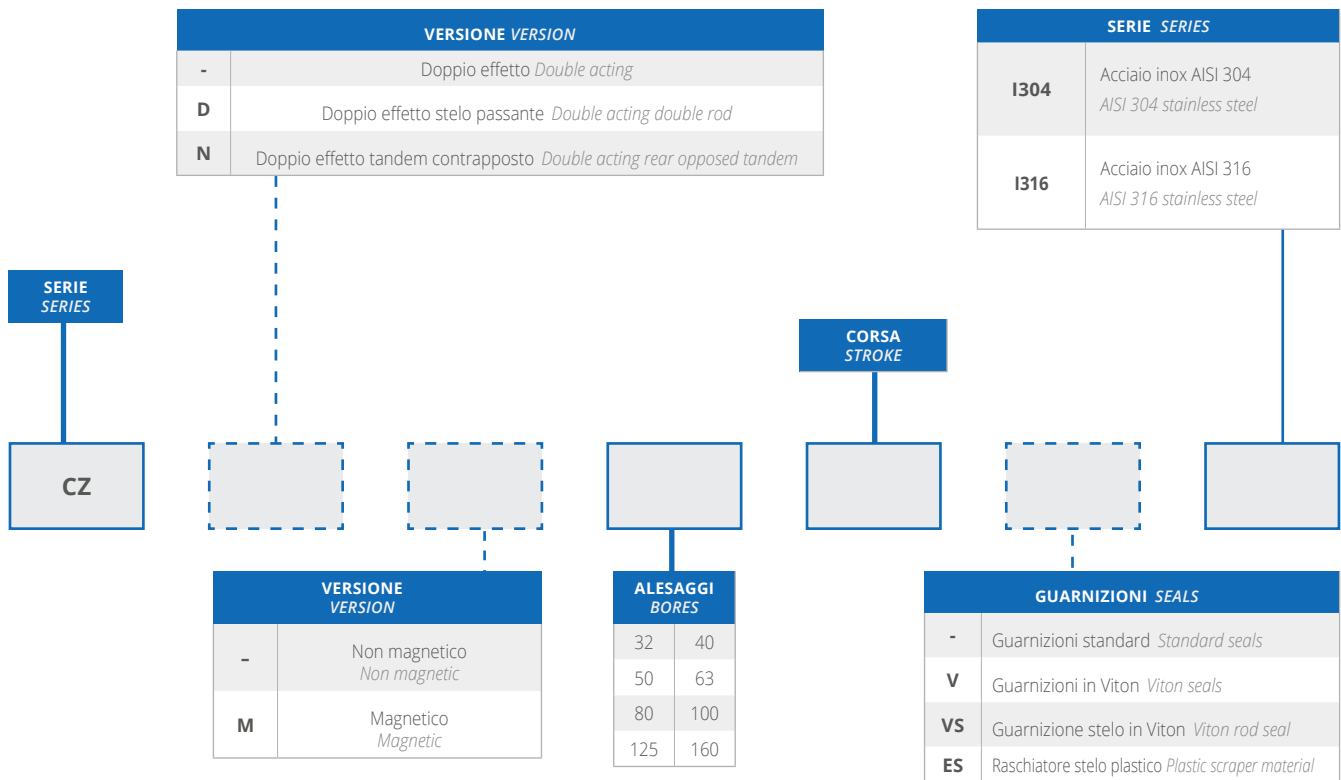 VERSIONE VERSION
- Doppio effetto Double acting
D Doppio effetto stelo passante Double acting double rod
N Doppio effetto tandem contrapposto Double acting rear opposed tandem
SERIE SERIES
I304
Acciaio inox AISI 304
AISI 304 stainless steel
I316
Acciaio inox AISI 316
AISI 316 stainless steel
SERIE
SERIES
CORSA
STROKE
CZ
VERSIONE
VERSION
-
Non magnetico
Non magnetic
M
Magnetico
Magnetic
ALESAGGI
BORES
32 40
50 63
80 100
125 160
GUARNIZIONI SEALS
- Guarnizioni standard Standard seals
V Guarnizioni in Viton Viton seals
VS Guarnizione stelo in Viton Viton rod seal
ES Raschiatore stelo plastico Plastic scraper material